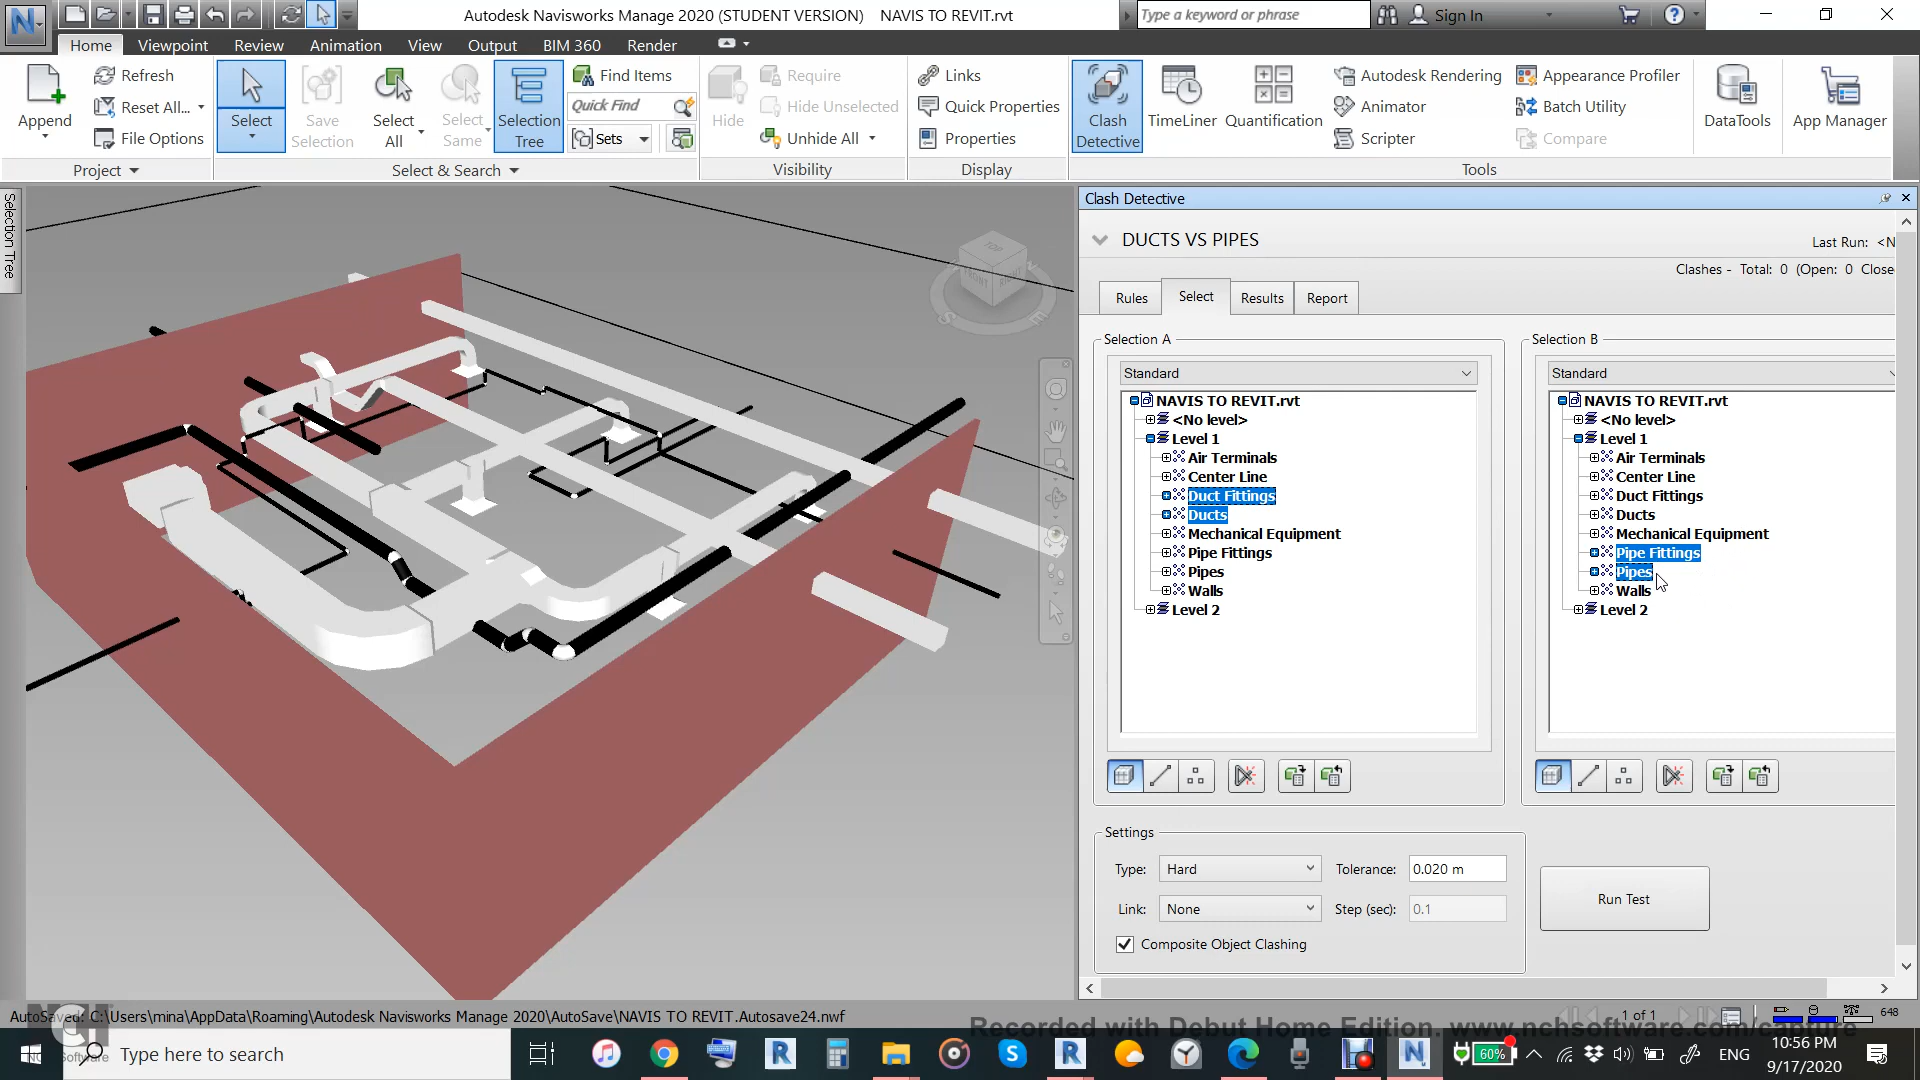 Autodesk Navisworks Manage 2020 (STUDENT VERSION) NAVIS TO REVIT.rvt
Type a keyword or phrase
Sign In
Home Viewpoint Review Animation View Output BIM 360 Render
Append
Refresh
Reset All...
File Options
Project
Select
Save Selection
Select All
Select Same
Selection Tree
Find Items
Quick Find
Sets
Select & Search
Hide
Require
Hide Unselected
Unhide All
Visibility
Links
Quick Properties
Properties
Display
Clash Detective
TimeLiner
Quantification
Autodesk Rendering
Animator
Scripter
Appearance Profiler
Batch Utility
Compare
DataTools
App Manager
Tools
Selection Tree
TOP
FRONT
RIGHT
Clash Detective
DUCTS VS PIPES
Last Run: <N
Clashes - Total: 0 (Open: 0 Close
Rules Select Results Report
Selection A
Standard
NAVIS TO REVIT.rvt
<No level>
Level 1
Air Terminals
Center Line
Duct Fittings
Ducts
Mechanical Equipment
Pipe Fittings
Pipes
Walls
Level 2
Selection B
Standard
NAVIS TO REVIT.rvt
<No level>
Level 1
Air Terminals
Center Line
Duct Fittings
Ducts
Mechanical Equipment
Pipe Fittings
Pipes
Walls
Level 2
Settings
Type: Hard Tolerance: 0.020 m
Link: None Step (sec): 0.1
Composite Object Clashing
Run Test
AutoSaved: C:\Users\mina\AppData\Roaming\Autodesk Navisworks Manage 2020\AutoSave\NAVIS TO REVIT.Autosave24.nwf
1 of 1
648
Recorded with Debut Home Edition. www.nchsoftware.com/capture
NCH Software
Type here to search
60%
ENG
10:56 PM
9/17/2020